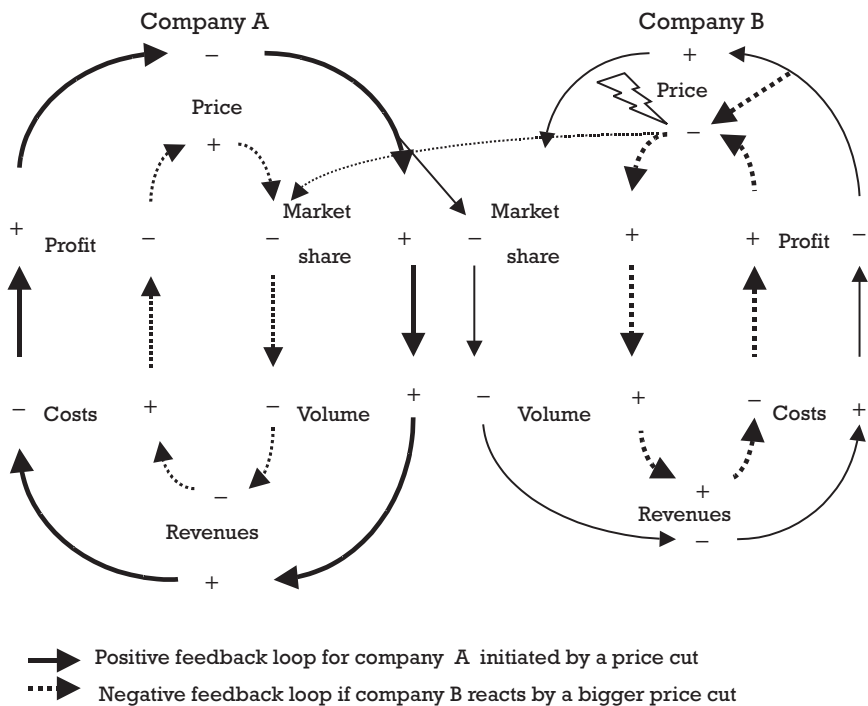 Company A Company B
− +
Price Price
+ −
Market Market
+ Profit − − + − + + Profit −
share share
− Costs + − Volume + − Volume + − Costs +
− +
Revenues Revenues
+ −
Positive feedback loop for company A initiated by a price cut
Negative feedback loop if company B reacts by a bigger price cut